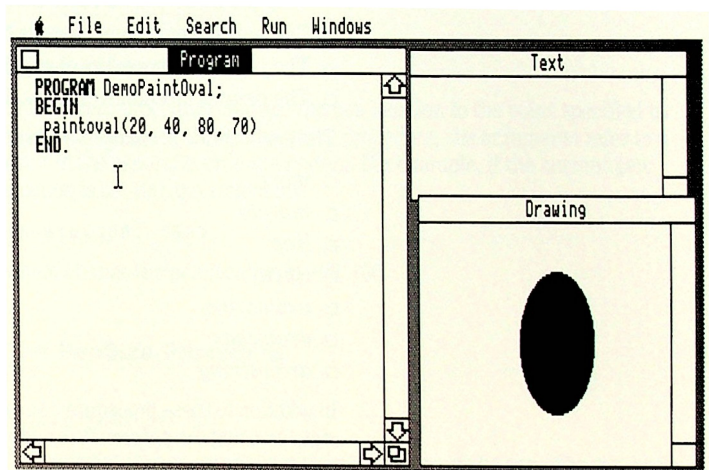 File Edit Search Run Windows
Program
PROGRAM DemoPaintOval;
BEGIN
paintoval(20, 40, 80, 70)
END.
Text
Drawing